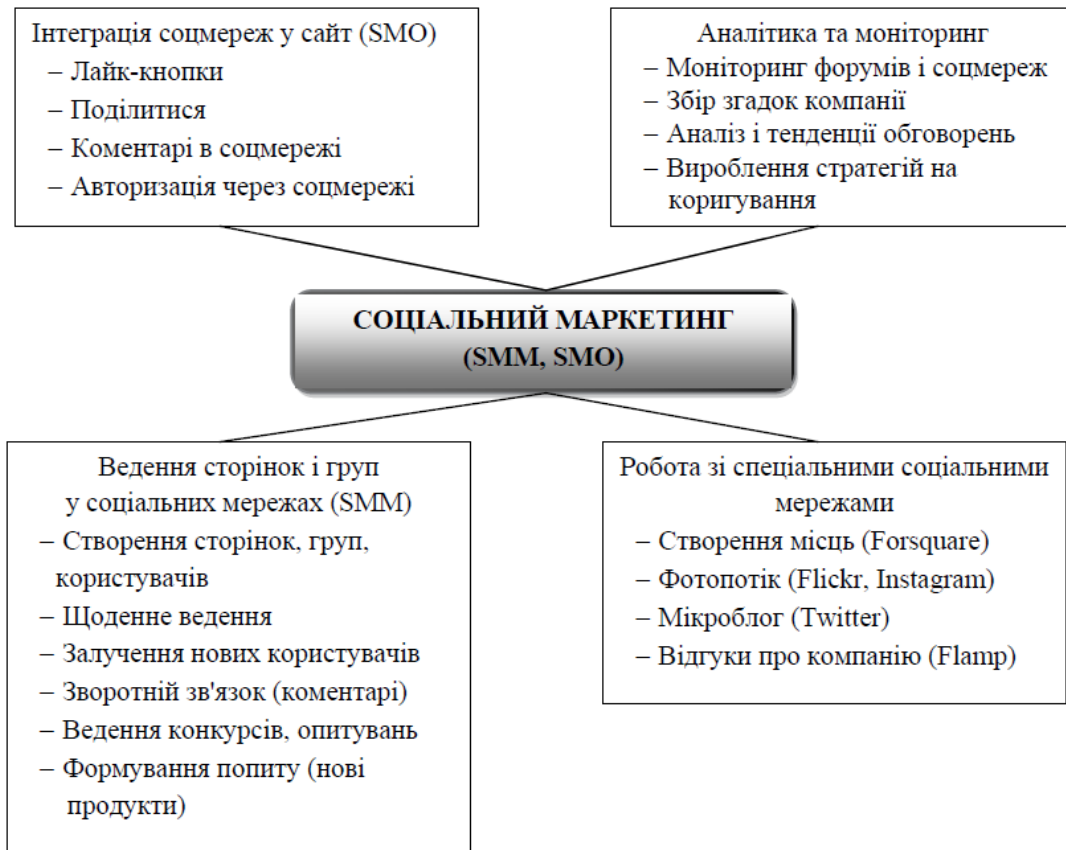 Інтеграція соцмереж у сайт (SMO)
– Лайк-кнопки
– Поділитися
– Коментарі в соцмережі
– Авторизація через соцмережі
Аналітика та моніторинг
– Моніторинг форумів і соцмереж
– Збір згадок компанії
– Аналіз і тенденції обговорень
– Вироблення стратегій на
коригування
СОЦІАЛЬНИЙ МАРКЕТИНГ
(SMM, SMO)
Ведення сторінок і груп
у соціальних мережах (SMM)
– Створення сторінок, груп,
користувачів
– Щоденне ведення
– Залучення нових користувачів
– Зворотній зв'язок (коментарі)
– Ведення конкурсів, опитувань
– Формування попиту (нові
продукти)
Робота зі спеціальними соціальними
мережами
– Створення місць (Forsquare)
– Фотопотік (Flickr, Instagram)
– Мікроблог (Twitter)
– Відгуки про компанію (Flamp)